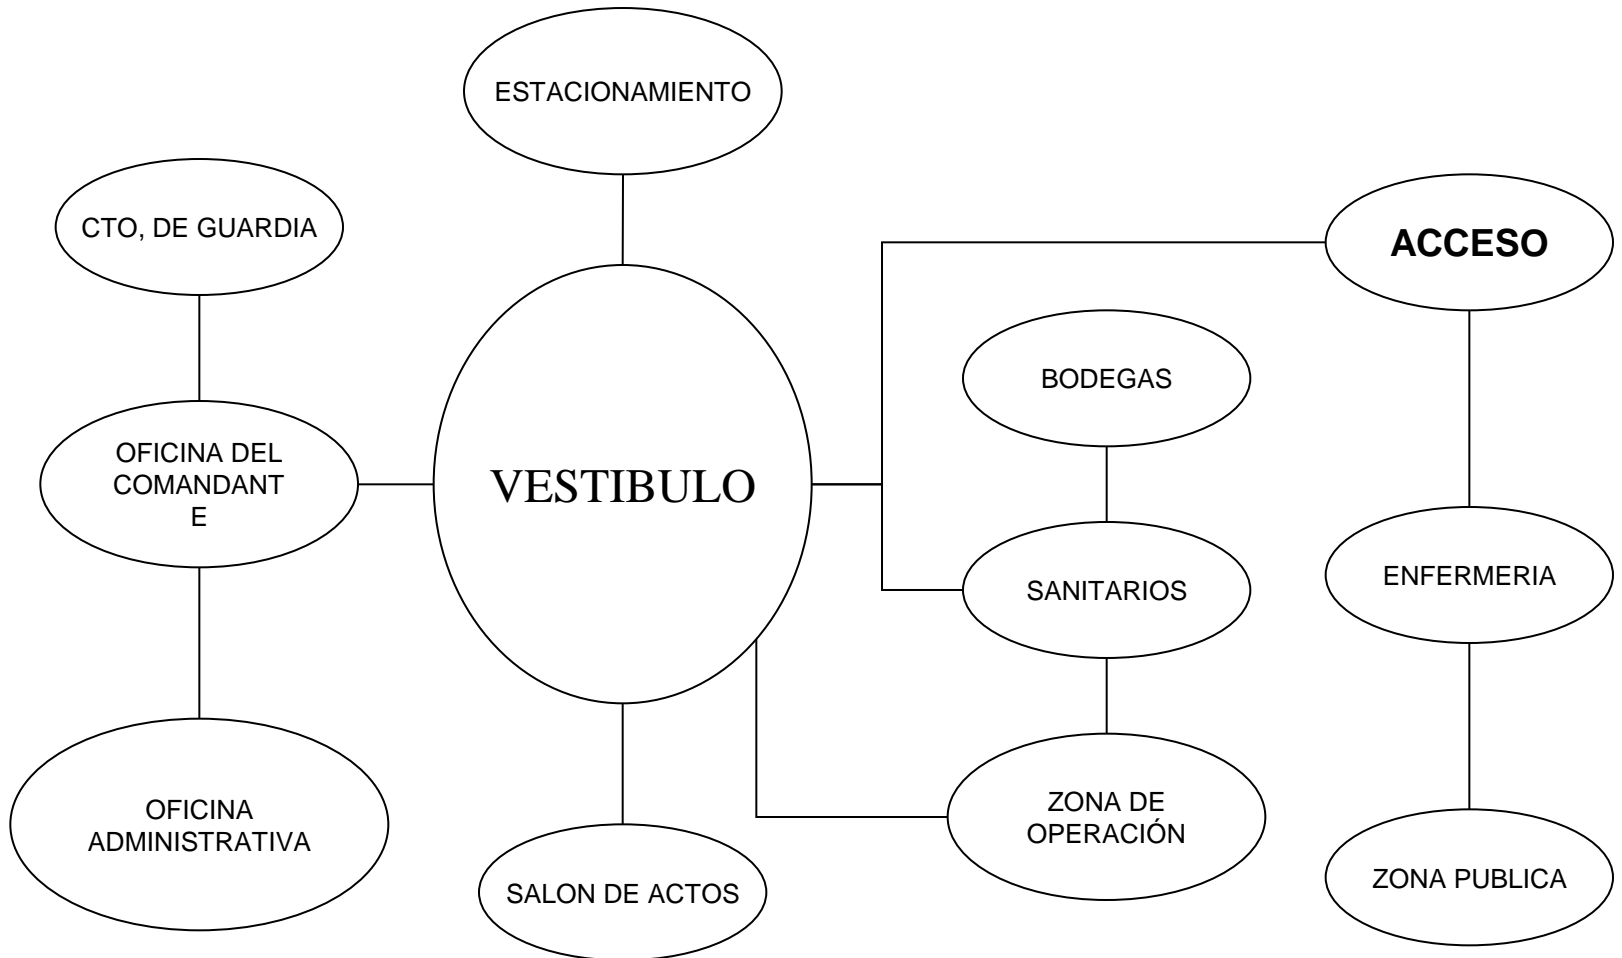 ESTACIONAMIENTO
CTO, DE GUARDIA
ACCESO
BODEGAS
OFICINA DEL
COMANDANT
E
VESTIBULO
SANITARIOS
ENFERMERIA
OFICINA
ADMINISTRATIVA
ZONA DE
OPERACIÓN
SALON DE ACTOS
ZONA PUBLICA